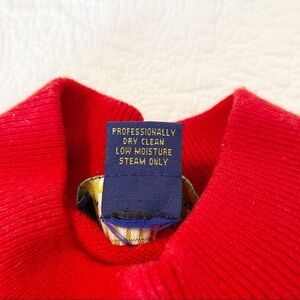 PROFESSIONALLY
DRY CLEAN
LOW MOISTURE
STEAM ONLY